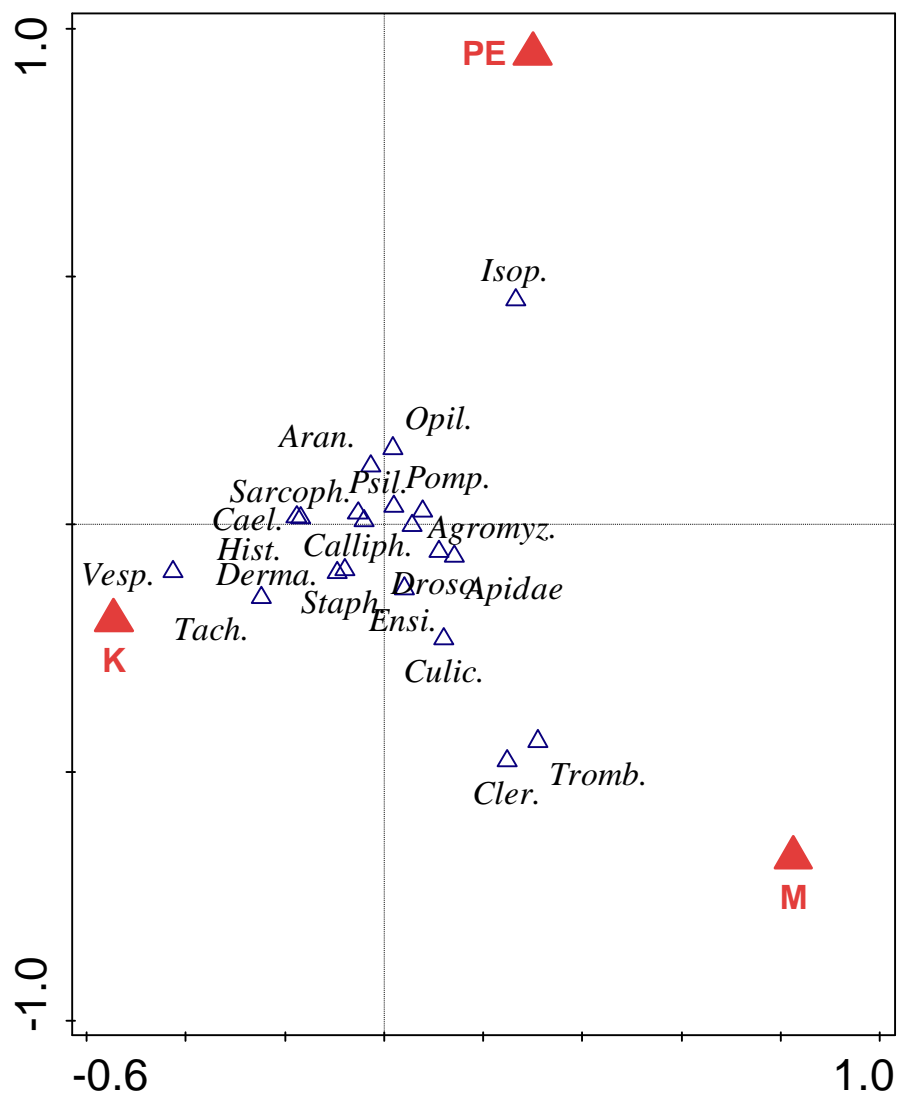 1.0
PE
Isop.
Opil.
Aran.
Psil.
Pomp.
Sarcoph.
Cael.
Agromyz.
Hist.
Calliph.
Vesp.
Derma.
Droso.
Apidae
Staph.
Ensi.
Tach.
K
Culic.
Tromb.
Cler.
M
-1.0
-0.6
1.0